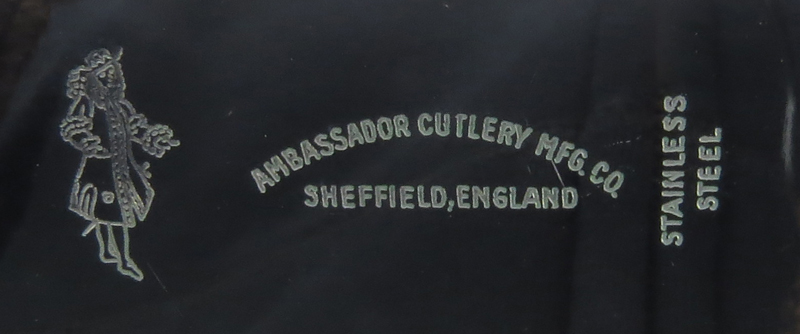 AMBASSADOR CUTLERY MFG. CO.
SHEFFIELD, ENGLAND
STAINLESS
STEEL